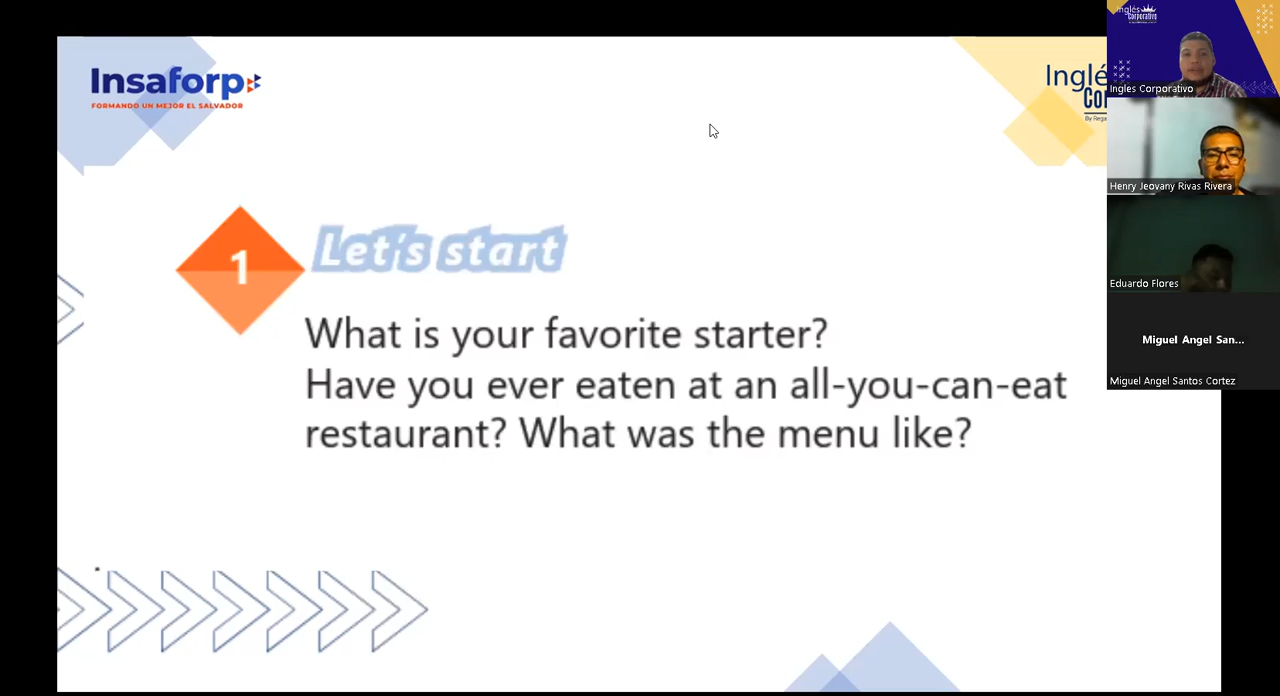 Insaforp
FORMANDO UN MEJOR EL SALVADOR
Inglés
Corporativo
Ingles Corporativo
Henry Jeovany Rivas Rivera
Eduardo Flores
Miguel Angel San...
Miguel Angel Santos Cortez
1
Let's start
What is your favorite starter?
Have you ever eaten at an all-you-can-eat
restaurant? What was the menu like?